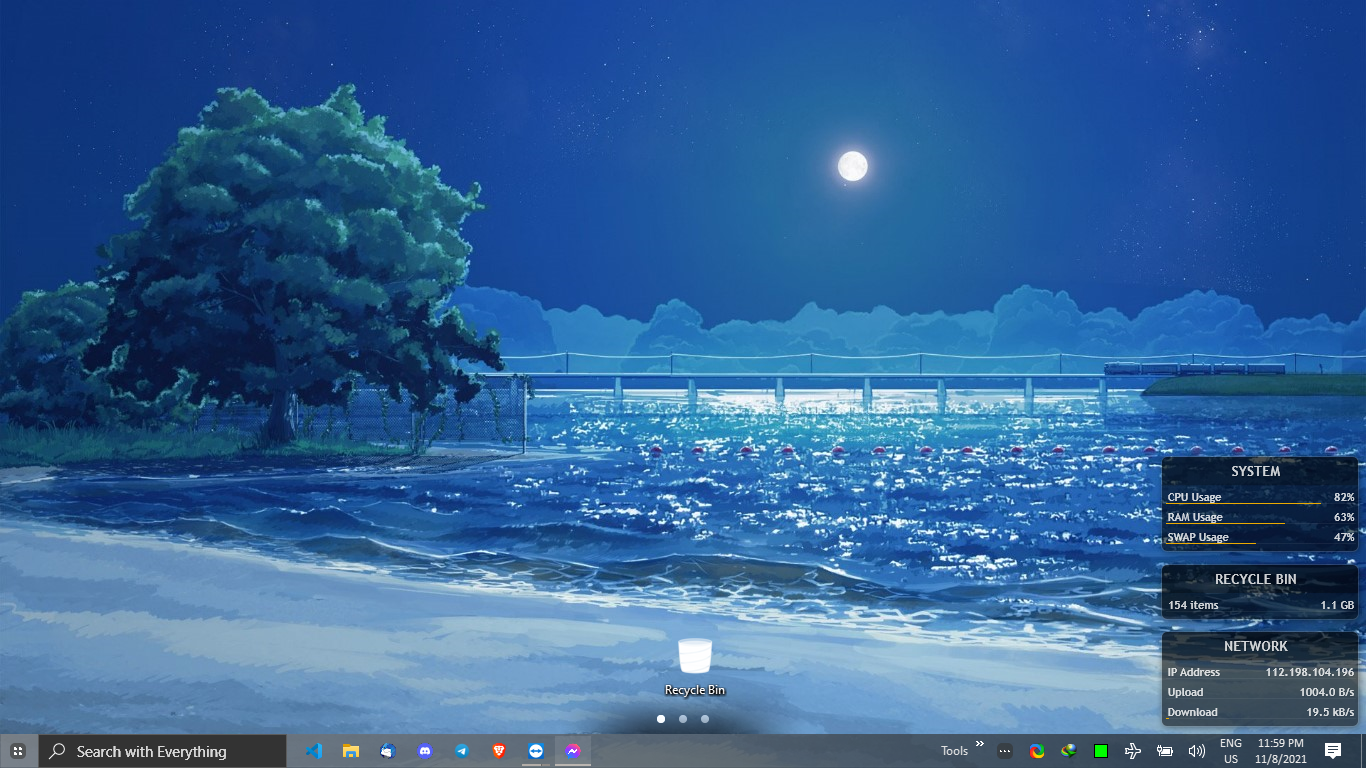 SYSTEM
CPU Usage 82%
RAM Usage 63%
SWAP Usage 47%
RECYCLE BIN
154 items 1.1 GB
NETWORK
IP Address 112.198.104.196
Upload 1004.0 B/s
Download 19.5 kB/s
Recycle Bin
Search with Everything
Tools »
ENG
US
11:59 PM
11/8/2021